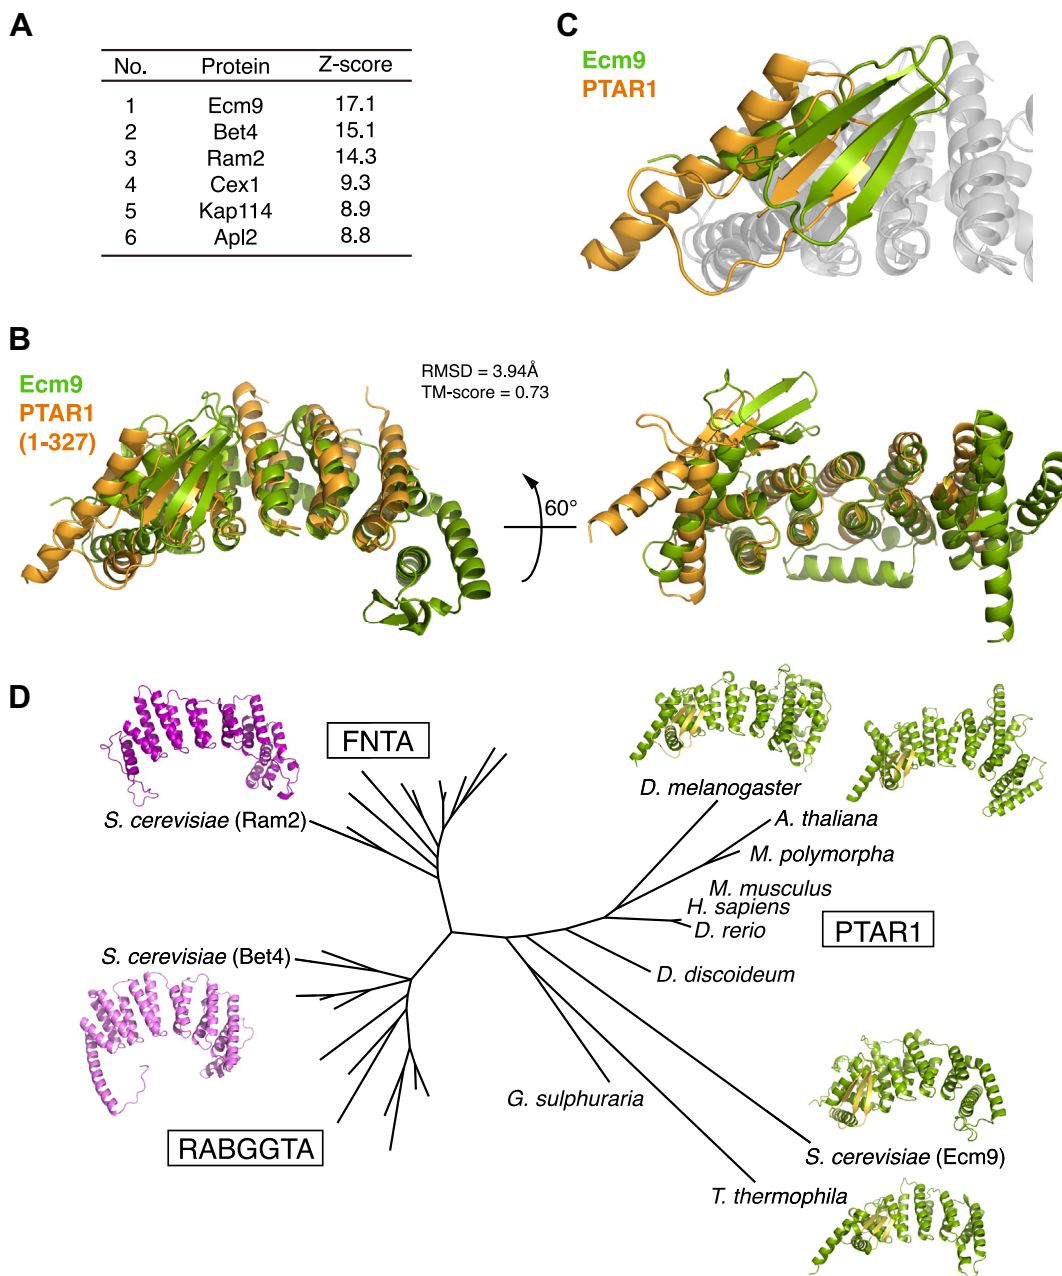 A
No. Protein Z-score
1 Ecm9 17.1
2 Bet4 15.1
3 Ram2 14.3
4 Cex1 9.3
5 Kap114 8.9
6 Apl2 8.8
C
Ecm9
PTAR1
B
Ecm9
PTAR1
(1-327)
RMSD = 3.94Å
TM-score = 0.73
60°
D
FNTA
S. cerevisiae (Ram2)
S. cerevisiae (Bet4)
RABGGTA
D. melanogaster
A. thaliana
M. polymorpha
M. musculus
H. sapiens
D. rerio
PTAR1
D. discoideum
G. sulphuraria
S. cerevisiae (Ecm9)
T. thermophila